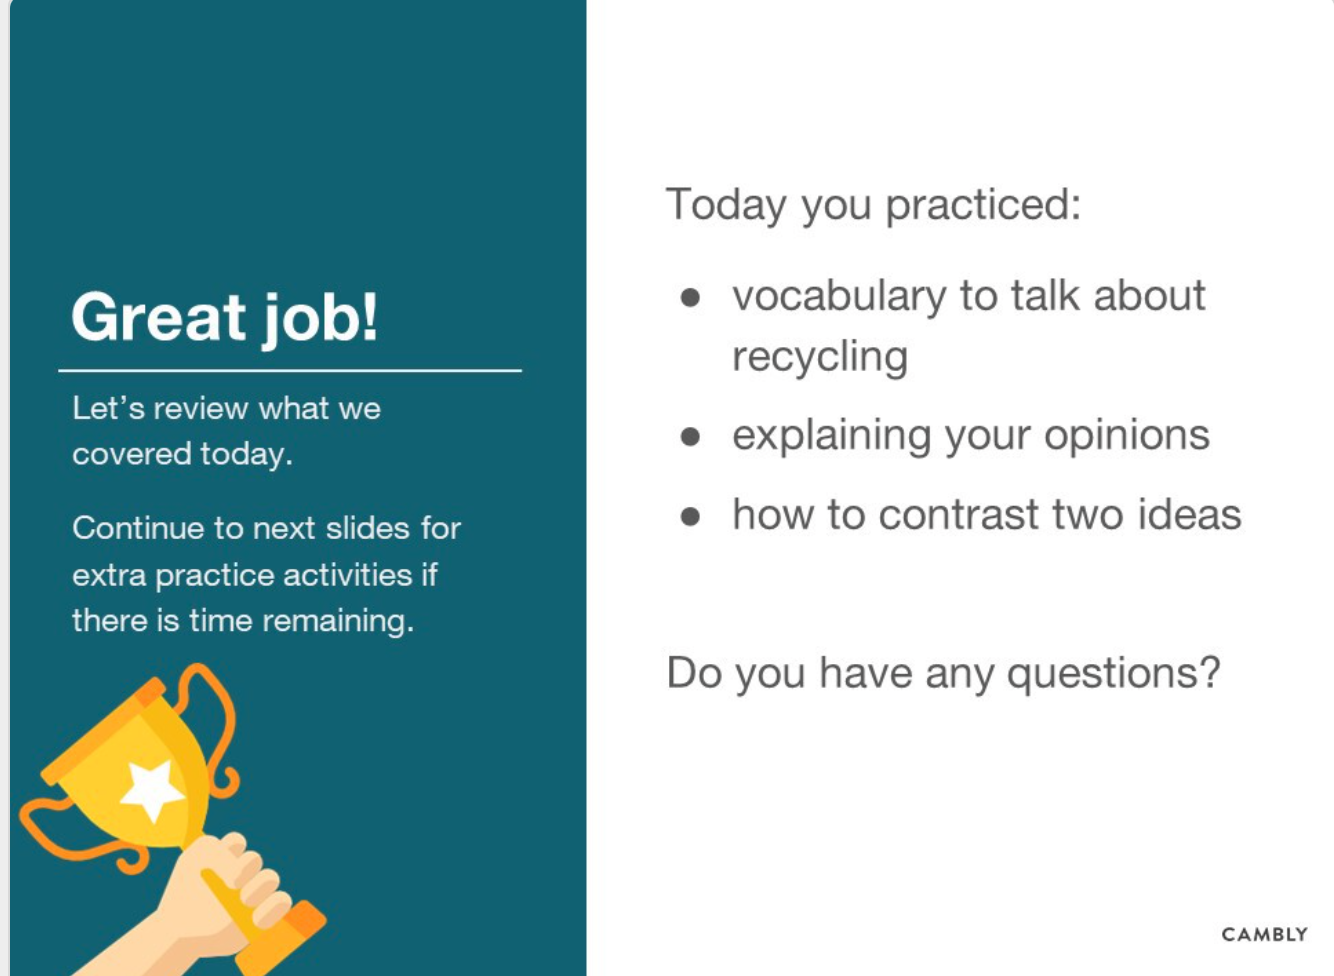 Great job!
Let’s review what we
covered today.
Continue to next slides for
extra practice activities if
there is time remaining.
Today you practiced:
● vocabulary to talk about
recycling
● explaining your opinions
● how to contrast two ideas
Do you have any questions?
CAMBLY